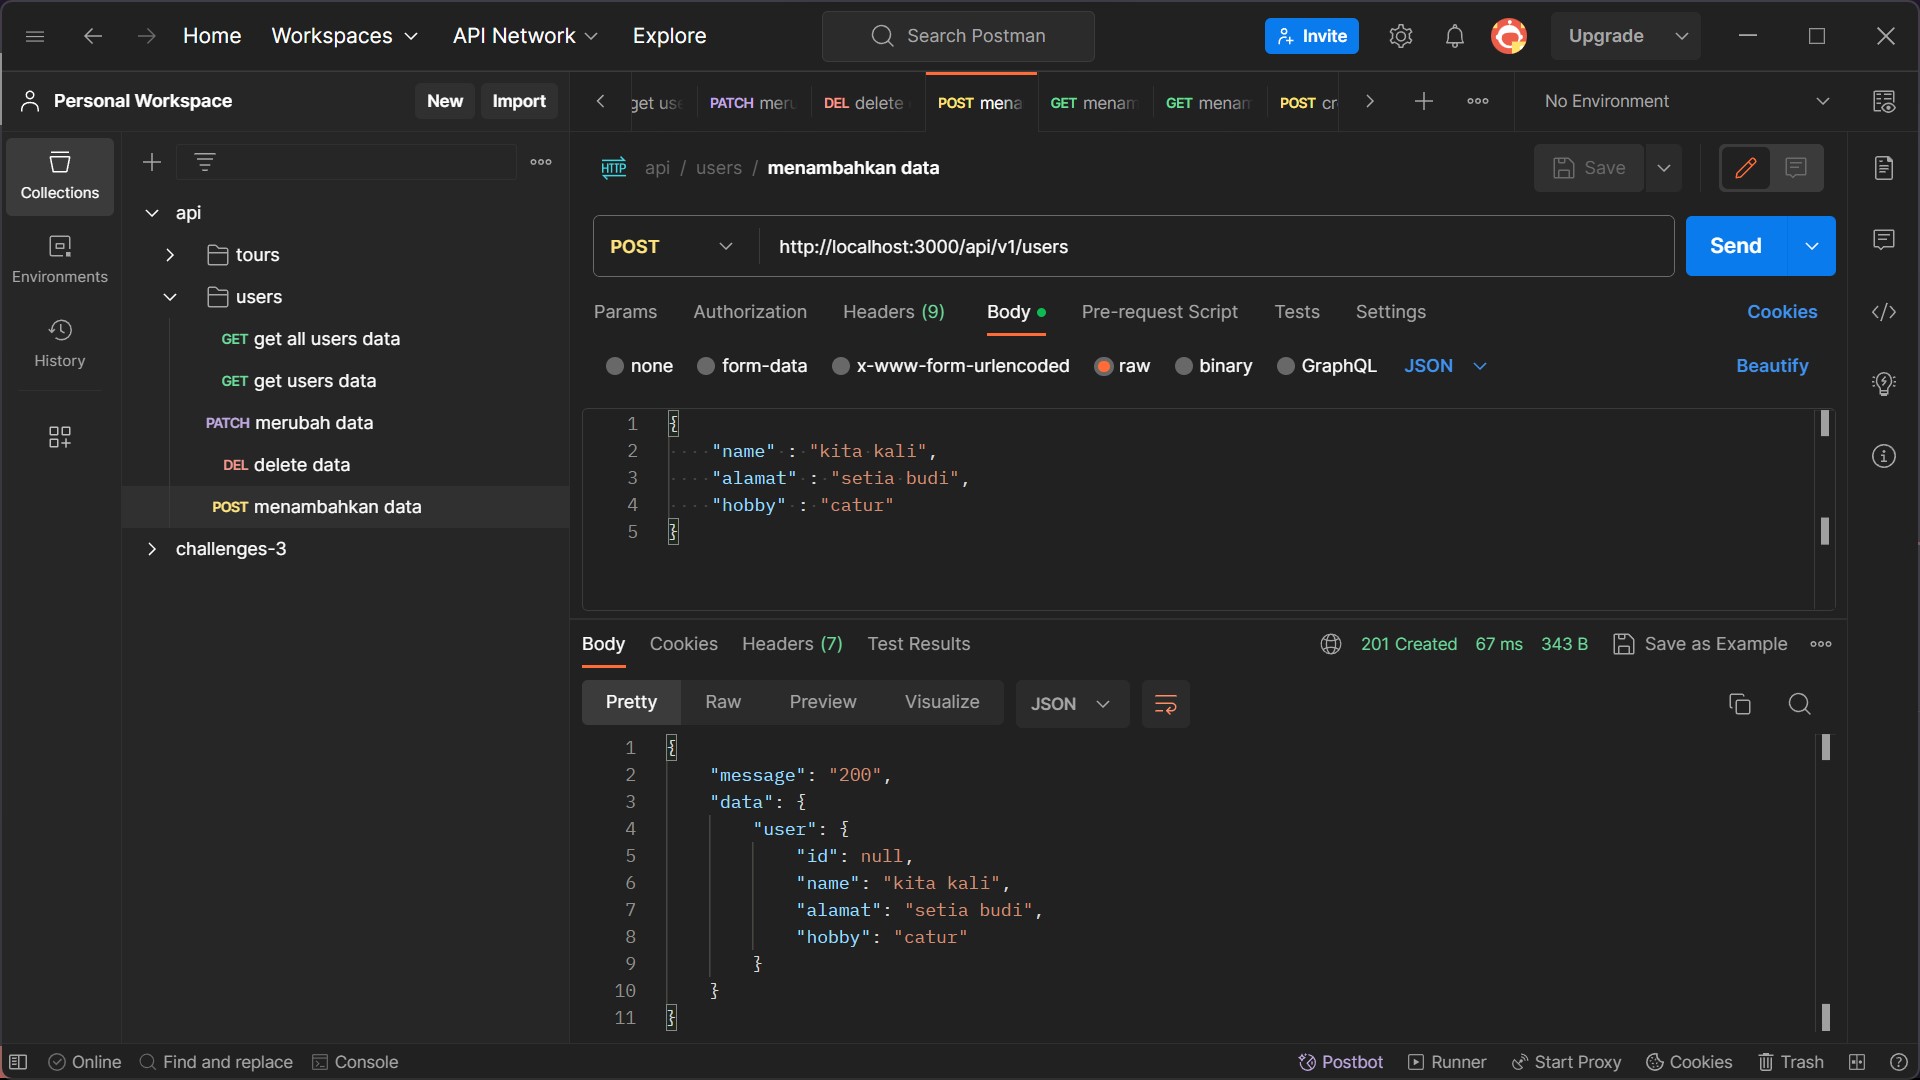 Home Workspaces API Network Explore Search Postman Invite Upgrade
Personal Workspace New Import
get use PATCH meru DEL delete POST mena GET menam GET menam POST cr No Environment
Collections
Environments
History
api
tours
users
GET get all users data
GET get users data
PATCH merubah data
DEL delete data
POST menambahkan data
challenges-3
HTTP api / users / menambahkan data Save
POST http://localhost:3000/api/v1/users Send
Params Authorization Headers (9) Body Pre-request Script Tests Settings Cookies
none form-data x-www-form-urlencoded raw binary GraphQL JSON Beautify
1 {
2 "name" : "kita kali",
3 "alamat" : "setia budi",
4 "hobby" : "catur"
5 }
Body Cookies Headers (7) Test Results 201 Created 67 ms 343 B Save as Example
Pretty Raw Preview Visualize JSON
1 {
2 "message": "200",
3 "data": {
4 "user": {
5 "id": null,
6 "name": "kita kali",
7 "alamat": "setia budi",
8 "hobby": "catur"
9 }
10 }
11 }
Online Find and replace Console Postbot Runner Start Proxy Cookies Trash